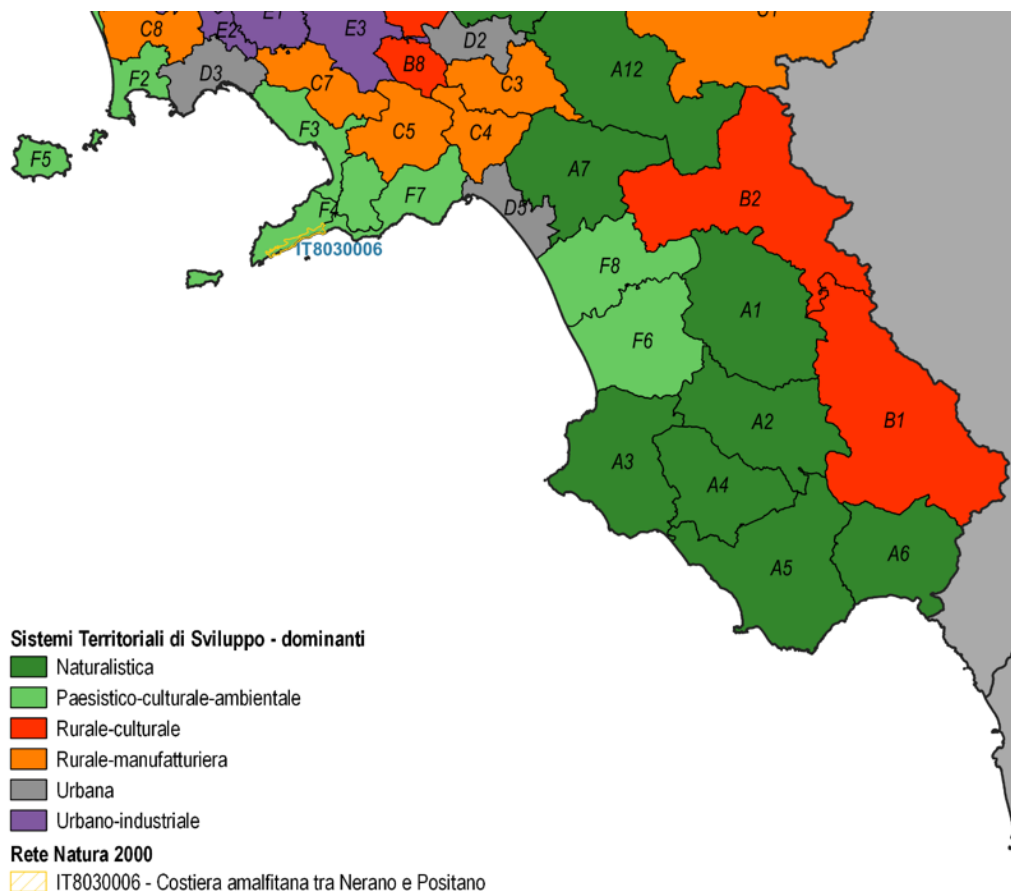 C8
E2
E1
E3
D2
C1
F2
D3
C7
B8
C3
A12
F5
F3
C5
C4
A7
F4
F7
D5
B2
IT8030006
F8
A1
F6
A2
B1
A3
A4
A5
A6
Sistemi Territoriali di Sviluppo - dominanti
Naturalistica
Paesistico-culturale-ambientale
Rurale-culturale
Rurale-manufatturiera
Urbana
Urbano-industriale
Rete Natura 2000
IT8030006 - Costiera amalfitana tra Nerano e Positano